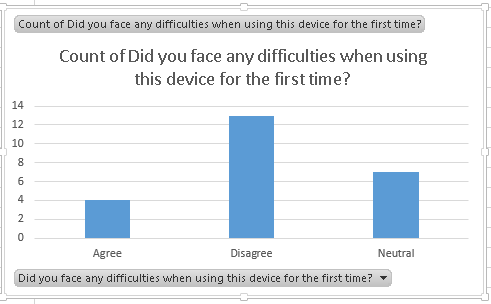 Count of Did you face any difficulties when using this device for the first time?
Count of Did you face any difficulties when using
this device for the first time?
14
12
10
8
6
4
2
0
Agree
Disagree
Neutral
Did you face any difficulties when using this device for the first time?